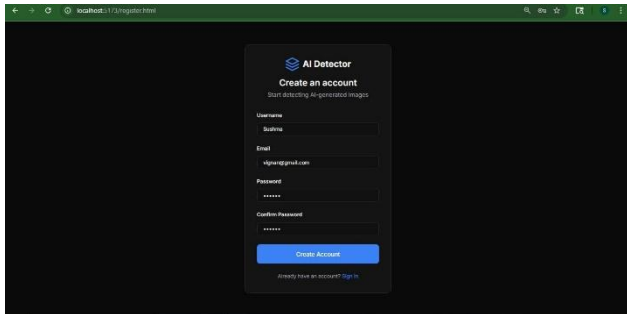 localhost:5173/register.html
AI Detector
Create an account
Start detecting AI-generated images
Username
Sushma
Email
vignan@gmail.com
Password
••••••
Confirm Password
••••••
Create Account
Already have an account? Sign in